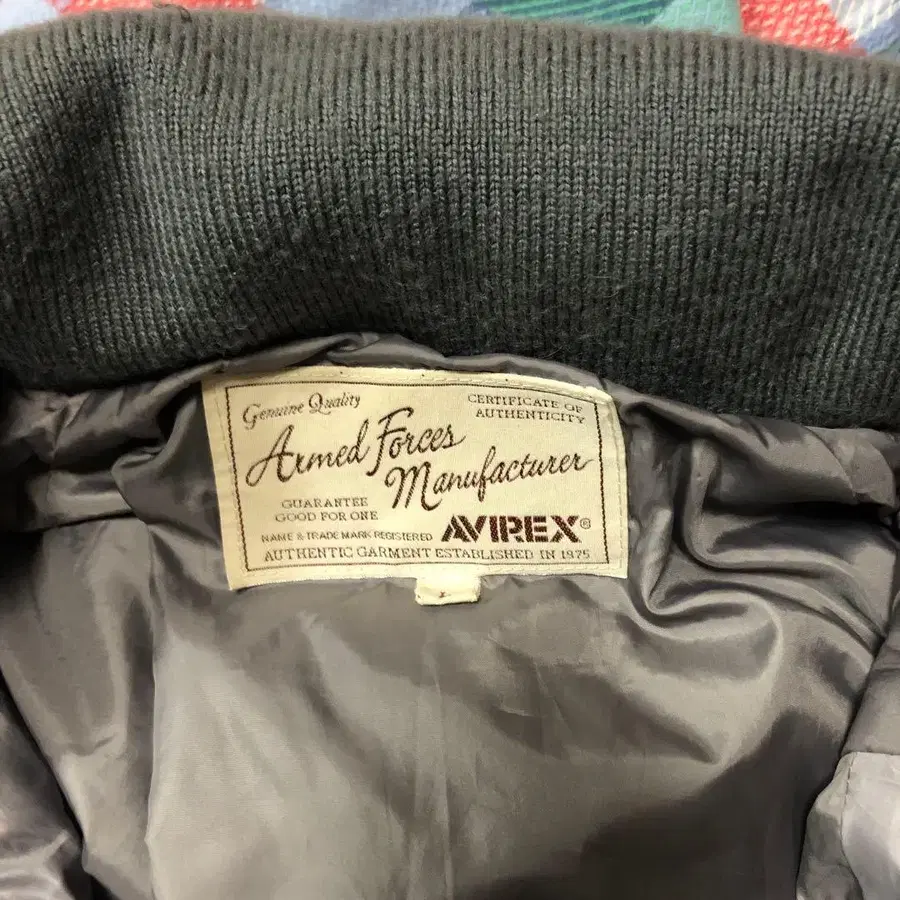 Genuine Quality
CERTIFICATE OF
AUTHENTICITY
Armed Forces
Manufacturer
GUARANTEE
GOOD FOR ONE
NAME & TRADE MARK REGISTERED
AVIREX®
AUTHENTIC GARMENT ESTABLISHED IN 1975